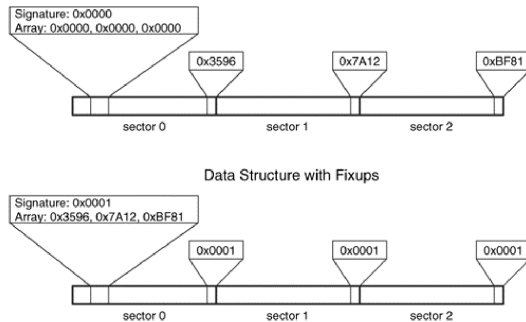 Signature: 0x0000
Array: 0x0000, 0x0000, 0x0000
0x3596
0x7A12
0xBF81
sector 0
sector 1
sector 2
Data Structure with Fixups
Signature: 0x0001
Array: 0x3596, 0x7A12, 0xBF81
0x0001
0x0001
0x0001
sector 0
sector 1
sector 2